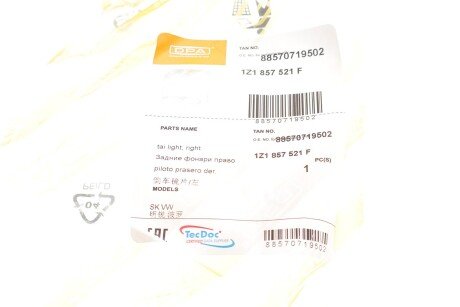 DPA
TAN NO.
88570719502
1Z1 857 521 F
88570719502
PARTS NAME
TAN NO.
88570719502
tai light, right
1Z1 857 521 F
Задние фонари право
PC(S)
piloto prasero der
1
MODELS
SK VW
TecDoc
88570719502